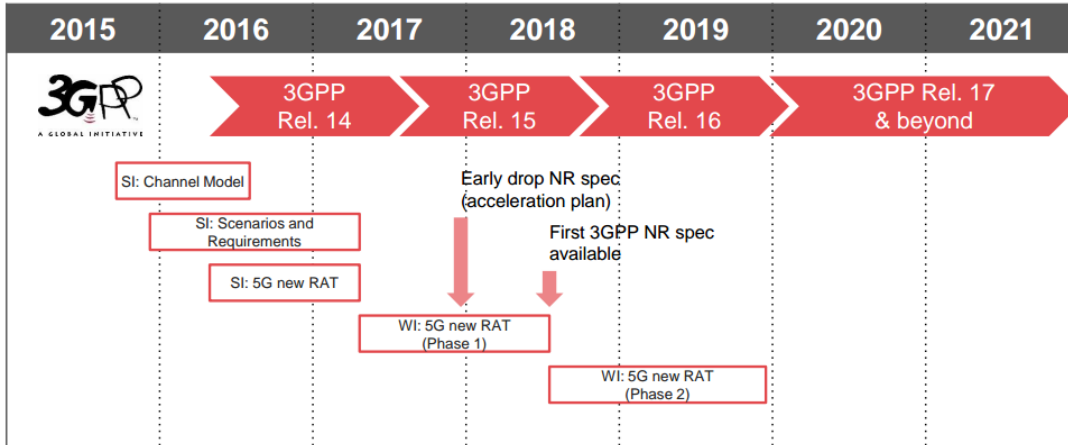 2015 2016 2017 2018 2019 2020 2021
3GPP
A GLOBAL INITIATIVE
3GPP
Rel. 14
3GPP
Rel. 15
3GPP
Rel. 16
3GPP Rel. 17
& beyond
SI: Channel Model
SI: Scenarios and
Requirements
SI: 5G new RAT
Early drop NR spec
(acceleration plan)
First 3GPP NR spec
available
WI: 5G new RAT
(Phase 1)
WI: 5G new RAT
(Phase 2)